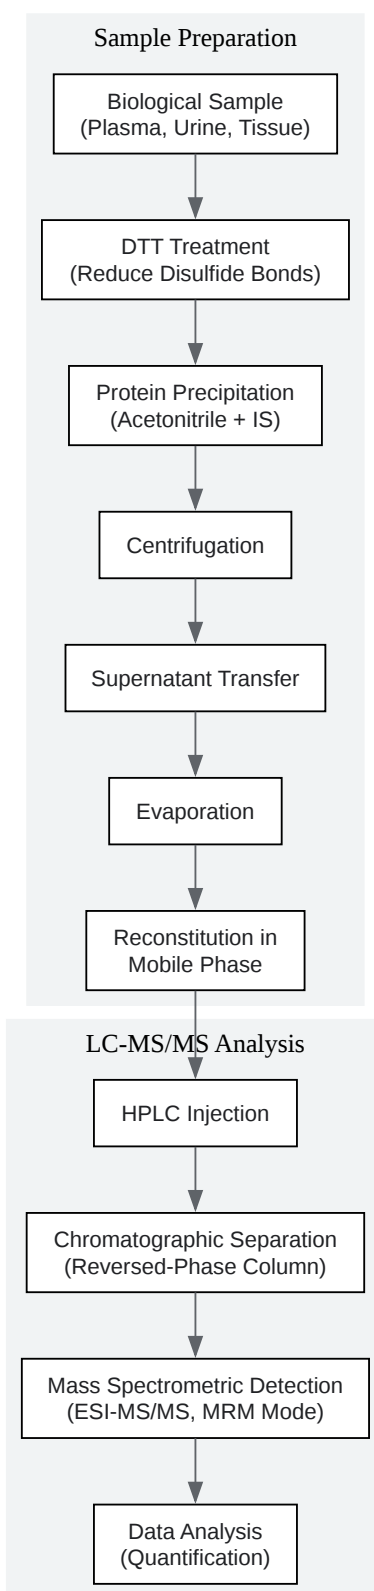 Sample Preparation
Biological Sample
(Plasma, Urine, Tissue)
DTT Treatment
(Reduce Disulfide Bonds)
Protein Precipitation
(Acetonitrile + IS)
Centrifugation
Supernatant Transfer
Evaporation
Reconstitution in
Mobile Phase
LC-MS/MS Analysis
HPLC Injection
Chromatographic Separation
(Reversed-Phase Column)
Mass Spectrometric Detection
(ESI-MS/MS, MRM Mode)
Data Analysis
(Quantification)